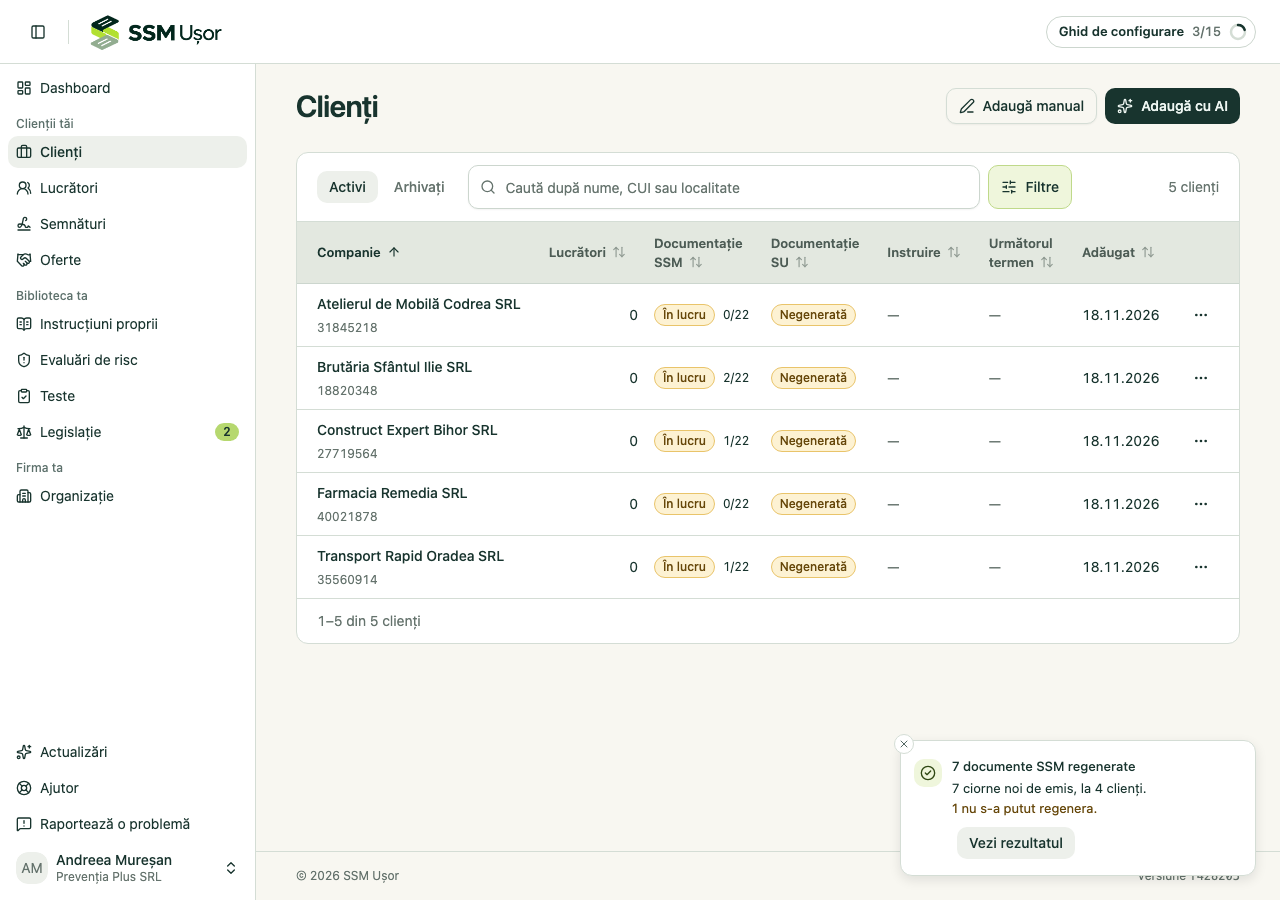 SSM Ușor
Ghid de configurare 3/15
Dashboard
Clienții tăi
Clienți
Lucrători
Semnături
Oferte
Biblioteca ta
Instrucțiuni proprii
Evaluări de risc
Teste
Legislație 2
Firma ta
Organizație
Actualizări
Ajutor
Raportează o problemă
AM
Andreea Mureșan
Prevenția Plus SRL
Clienți
Adaugă manual
Adaugă cu AI
Activi
Arhivați
Caută după nume, CUI sau localitate
Filtre
5 clienți
Companie
Lucrători
Documentație SSM
Documentație SU
Instruire
Următorul termen
Adăugat
Atelierul de Mobilă Codrea SRL
31845218
0 În lucru 0/22 Negenerată — — 18.11.2026
Brutăria Sfântul Ilie SRL
18820348
0 În lucru 2/22 Negenerată — — 18.11.2026
Construct Expert Bihor SRL
27719564
0 În lucru 1/22 Negenerată — — 18.11.2026
Farmacia Remedia SRL
40021878
0 În lucru 0/22 Negenerată — — 18.11.2026
Transport Rapid Oradea SRL
35560914
0 În lucru 1/22 Negenerată — — 18.11.2026
1–5 din 5 clienți
7 documente SSM regenerate
7 ciorne noi de emis, la 4 clienți.
1 nu s-a putut regenera.
Vezi rezultatul
© 2026 SSM Ușor